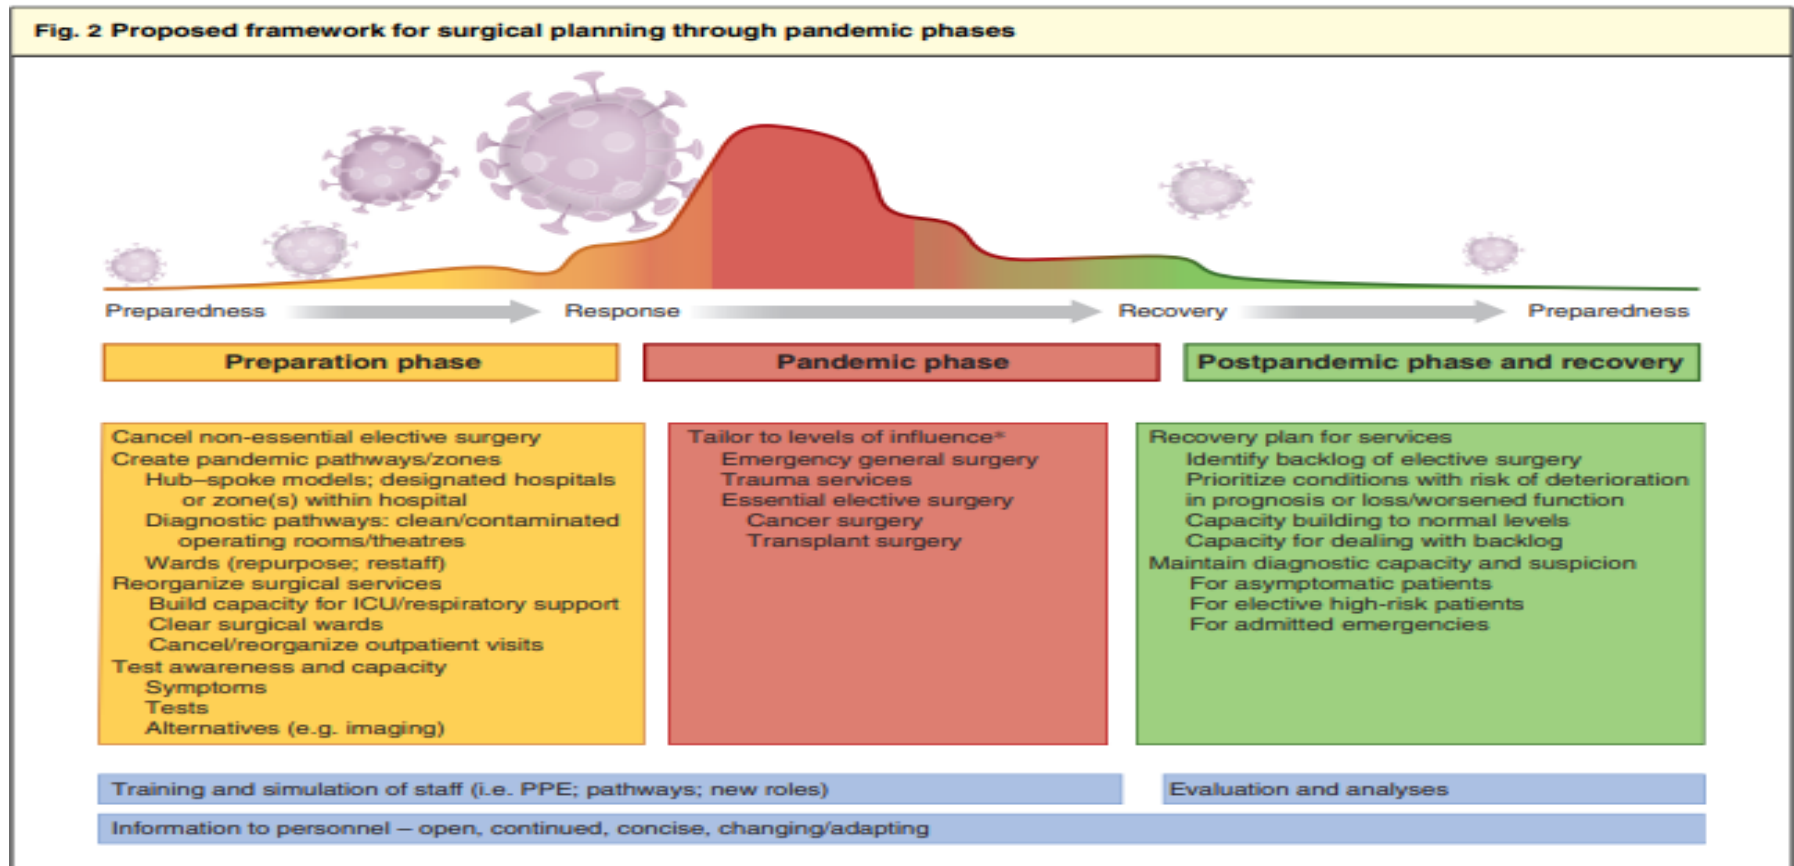 Fig. 2 Proposed framework for surgical planning through pandemic phases
Preparedness
Response
Recovery
Preparedness
Preparation phase
Pandemic phase
Postpandemic phase and recovery
Cancel non-essential elective surgery
Create pandemic pathways/zones
Hub–spoke models; designated hospitals
or zone(s) within hospital
Diagnostic pathways: clean/contaminated
operating rooms/theatres
Wards (repurpose; restaff)
Reorganize surgical services
Build capacity for ICU/respiratory support
Clear surgical wards
Cancel/reorganize outpatient visits
Test awareness and capacity
Symptoms
Tests
Alternatives (e.g. imaging)
Tailor to levels of influence*
Emergency general surgery
Trauma services
Essential elective surgery
Cancer surgery
Transplant surgery
Recovery plan for services
Identify backlog of elective surgery
Prioritize conditions with risk of deterioration
in prognosis or loss/worsened function
Capacity building to normal levels
Capacity for dealing with backlog
Maintain diagnostic capacity and suspicion
For asymptomatic patients
For elective high-risk patients
For admitted emergencies
Training and simulation of staff (i.e. PPE; pathways; new roles)
Evaluation and analyses
Information to personnel – open, continued, concise, changing/adapting